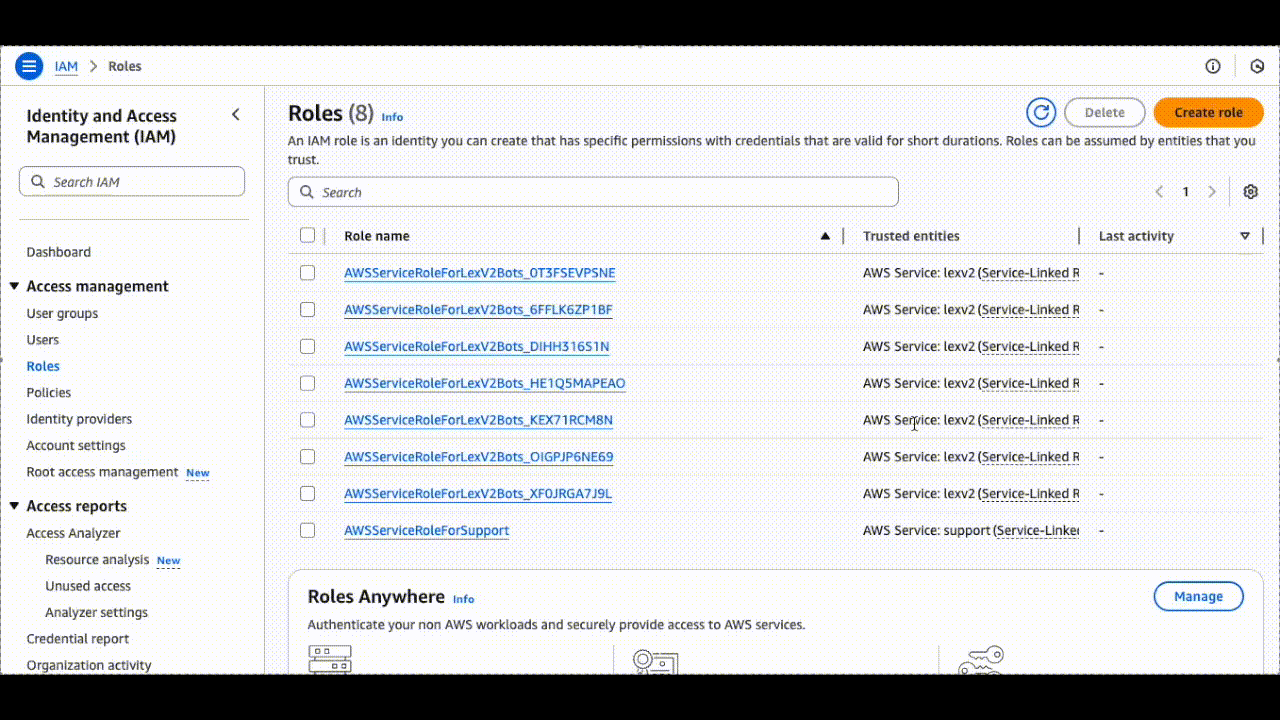 IAM > Roles
Identity and Access
Management (IAM)
Search IAM
Dashboard
Access management
User groups
Users
Roles
Policies
Identity providers
Account settings
Root access management New
Access reports
Access Analyzer
Resource analysis New
Unused access
Analyzer settings
Credential report
Organization activity
Roles (8) Info
Delete
Create role
An IAM role is an identity you can create that has specific permissions with credentials that are valid for short durations. Roles can be assumed by entities that you
trust.
Search
1
Role name Trusted entities Last activity
AWSServiceRoleForLexV2Bots_0T3FSEVPSNE AWS Service: lexv2 (Service-Linked R -
AWSServiceRoleForLexV2Bots_6FFLK6ZP1BF AWS Service: lexv2 (Service-Linked R -
AWSServiceRoleForLexV2Bots_DIHH316S1N AWS Service: lexv2 (Service-Linked R -
AWSServiceRoleForLexV2Bots_HE1Q5MAPEAO AWS Service: lexv2 (Service-Linked R -
AWSServiceRoleForLexV2Bots_KEX71RCM8N AWS Service: lexv2 (Service-Linked R -
AWSServiceRoleForLexV2Bots_OIGPJP6NE69 AWS Service: lexv2 (Service-Linked R -
AWSServiceRoleForLexV2Bots_XF0JRGA7J9L AWS Service: lexv2 (Service-Linked R -
AWSServiceRoleForSupport AWS Service: support (Service-Linked -
Roles Anywhere Info
Manage
Authenticate your non AWS workloads and securely provide access to AWS services.